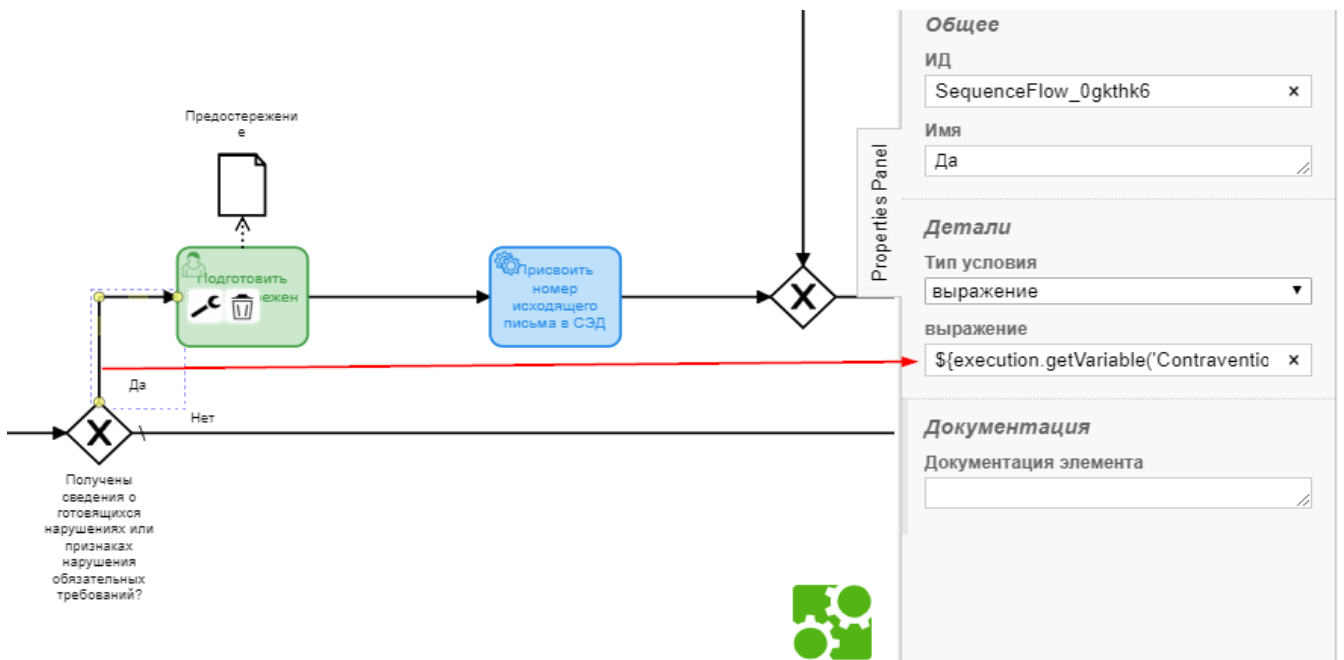 Предостережени
е
Подготовить
ежен
Присвоить
номер
исходящего
письма в СЭД
Да
Нет
Получены
сведения о
готовящихся
нарушениях или
признаках
нарушения
обязательных
требований?
Properties Panel
Общее
ИД
SequenceFlow_0gkthk6
Имя
Да
Детали
Тип условия
выражение
выражение
${execution.getVariable('Contraventio
Документация
Документация элемента